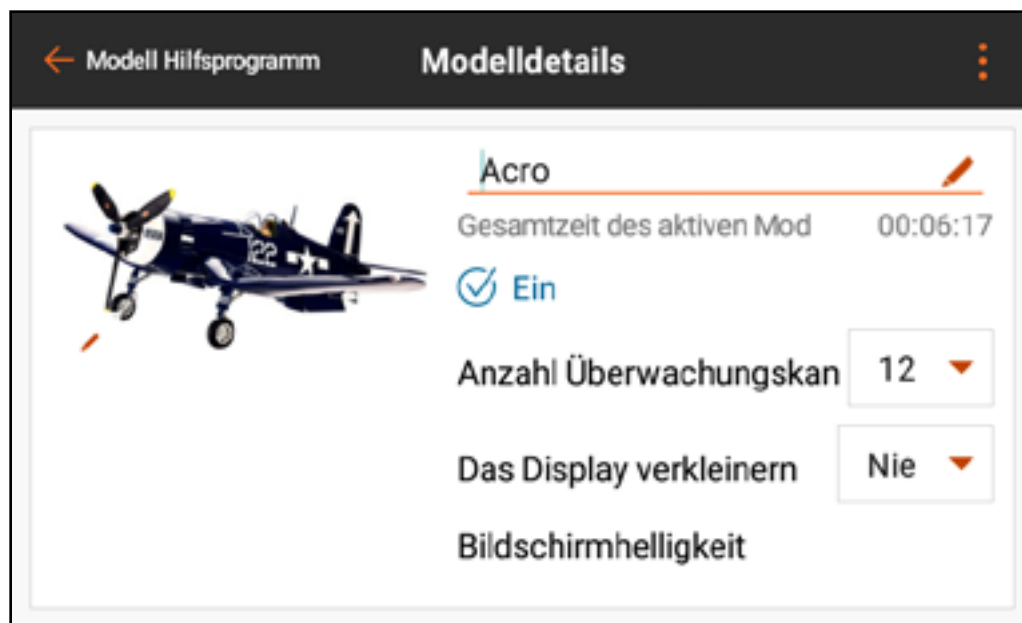 Modell Hilfsprogramm
Modelldetails
Acro
Gesamtzeit des aktiven Mod 00:06:17
Ein
Anzahl Überwachungskan 12
Das Display verkleinern Nie
Bildschirmhelligkeit
122